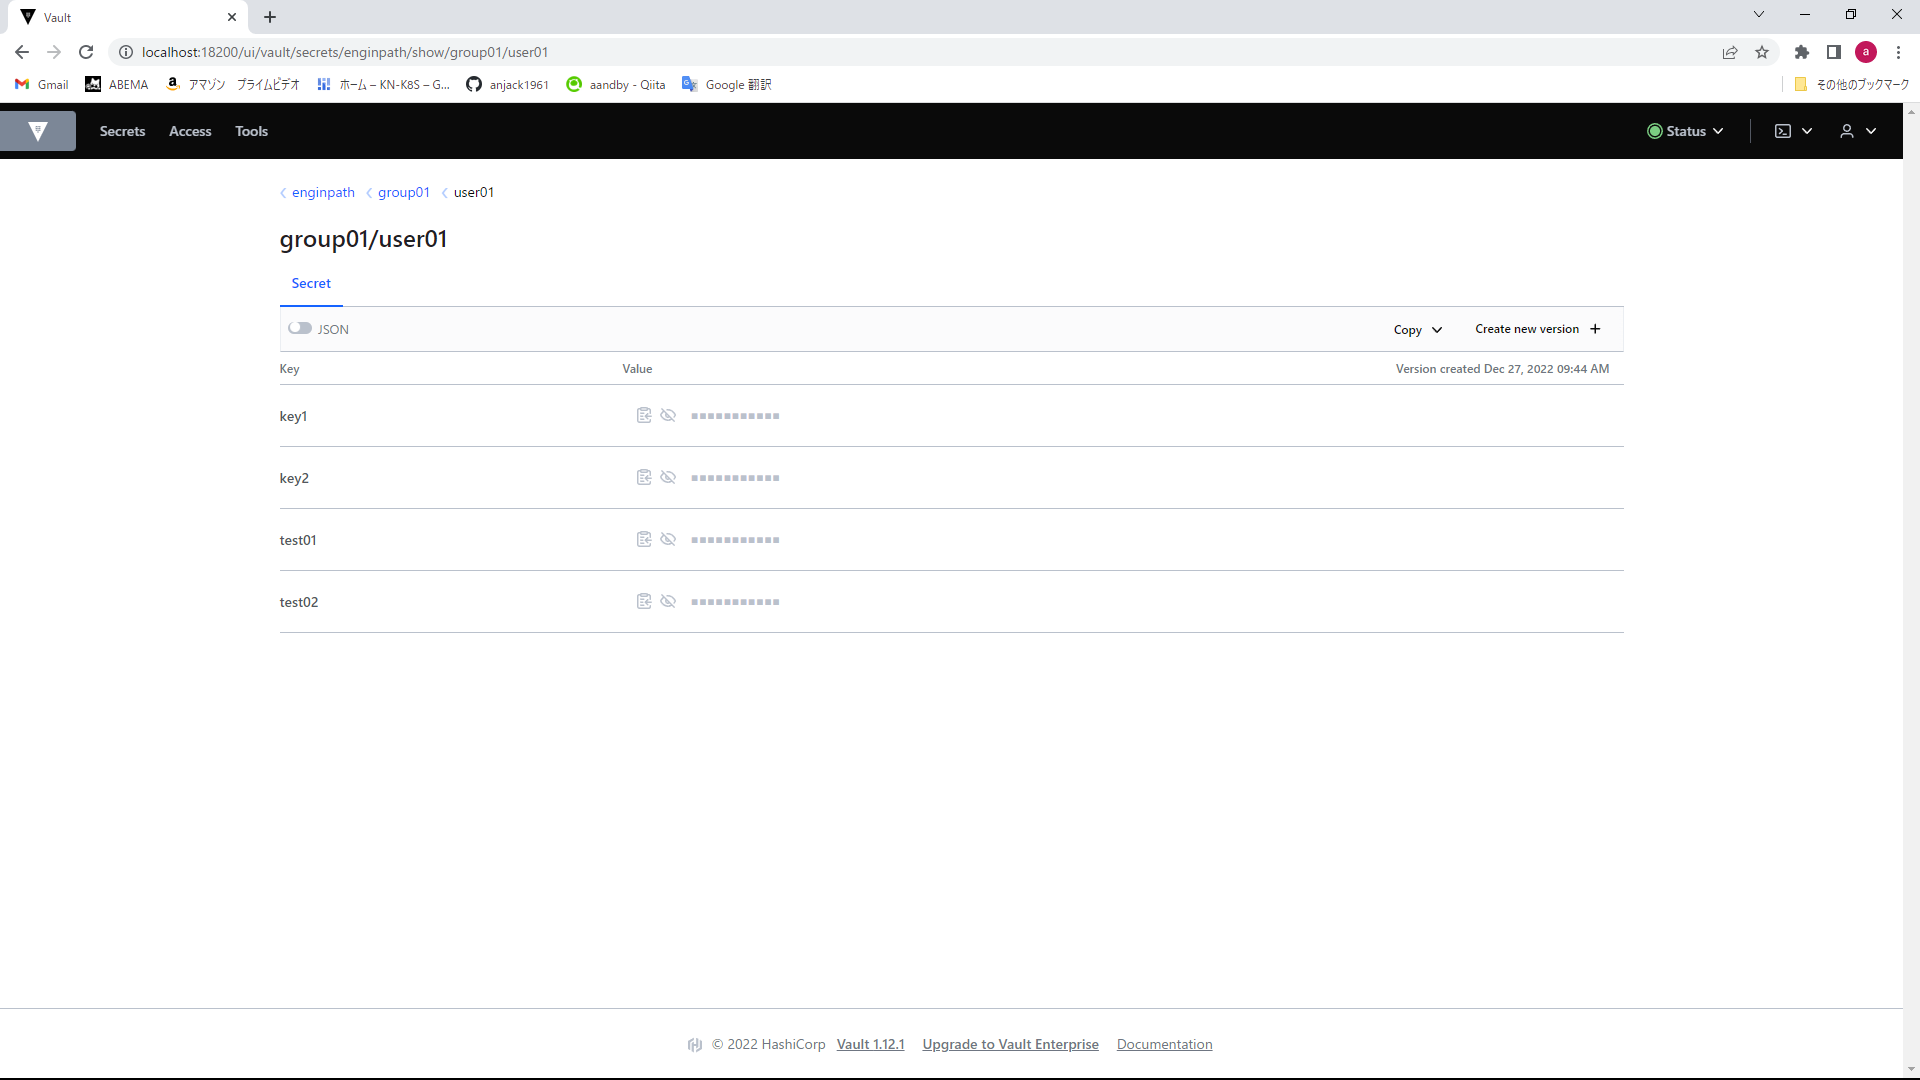 Vault
localhost:18200/ui/vault/secrets/enginpath/show/group01/user01
a
Gmail ABEMA アマゾン プライムビデオ ホーム – KN-K8S – G... anjack1961 aandby - Qiita Google 翻訳 その他のブックマーク
Secrets Access Tools Status
enginpath group01 user01
group01/user01
Secret
JSON Copy Create new version
Key Value Version created Dec 27, 2022 09:44 AM
key1
key2
test01
test02
© 2022 HashiCorp Vault 1.12.1 Upgrade to Vault Enterprise Documentation